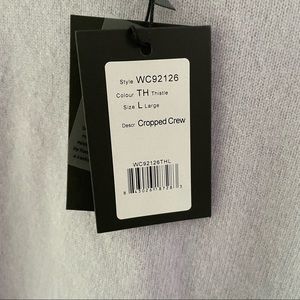 Style WC92126
Colour TH Thistle
Size L Large
Descr Cropped Crew
WC92126THL